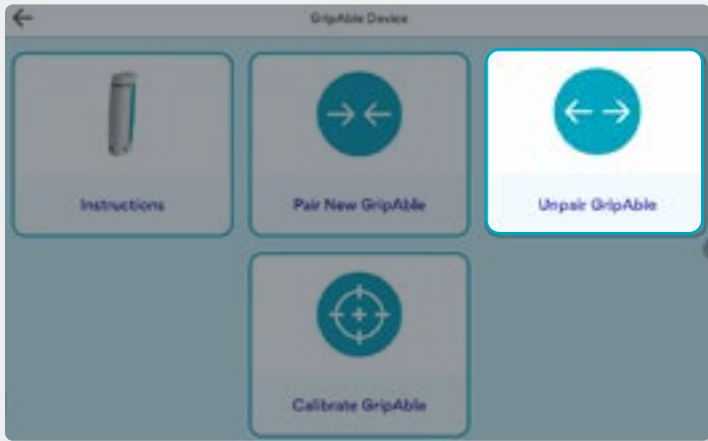 GripAble Device
Instructions
Pair New GripAble
Unpair GripAble
Calibrate GripAble